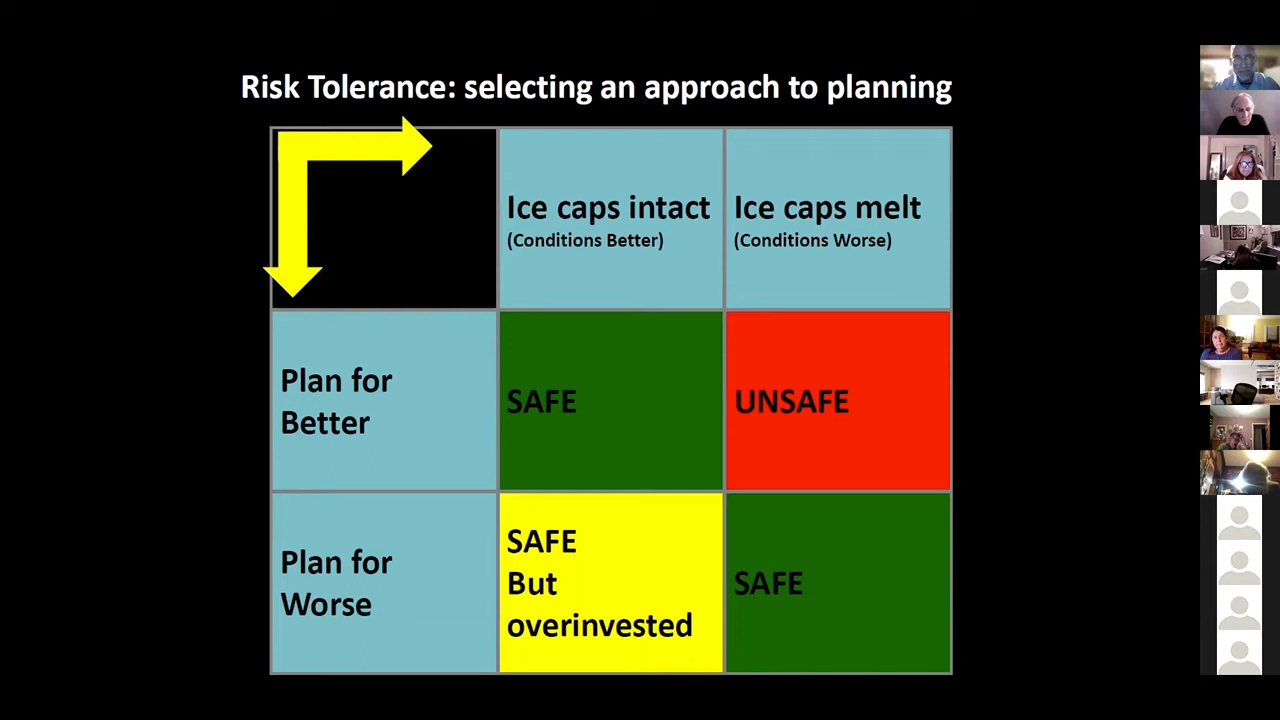 Risk Tolerance: selecting an approach to planning
Ice caps intact
(Conditions Better)
Ice caps melt
(Conditions Worse)
Plan for
Better
SAFE
UNSAFE
Plan for
Worse
SAFE
But
overinvested
SAFE